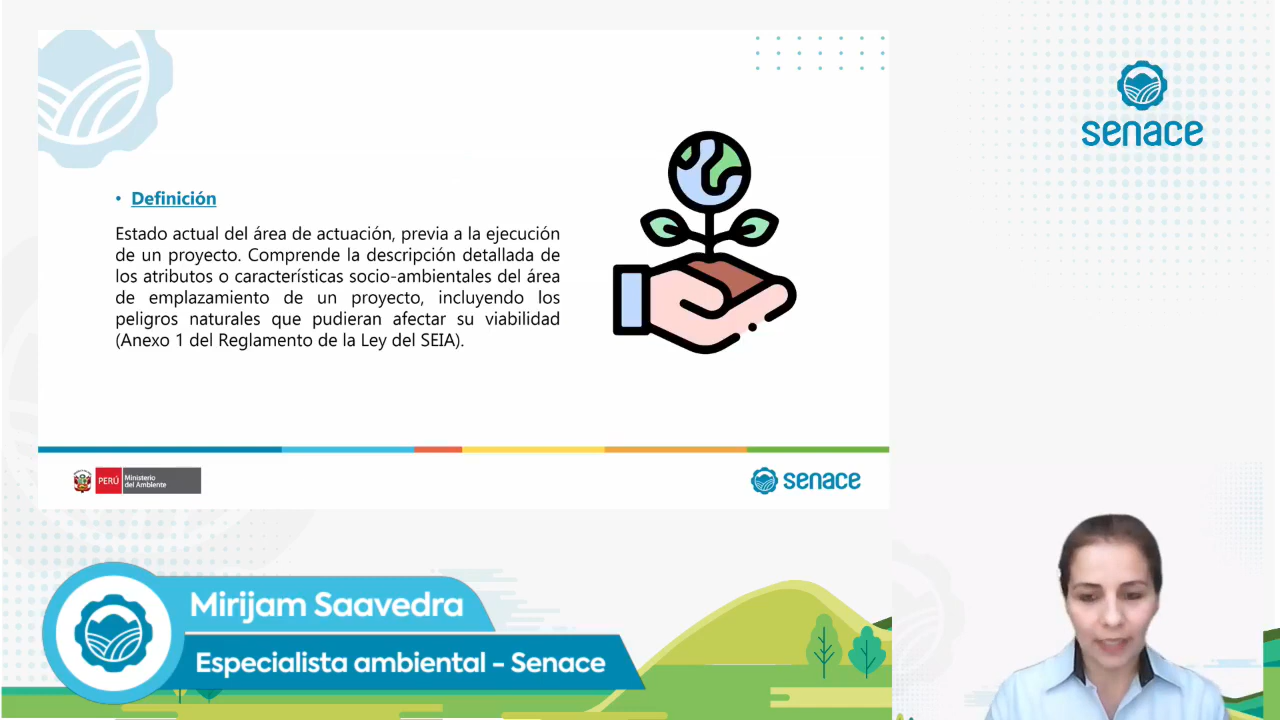 senace
• Definición
Estado actual del área de actuación, previa a la ejecución
de un proyecto. Comprende la descripción detallada de
los atributos o características socio-ambientales del área
de emplazamiento de un proyecto, incluyendo los
peligros naturales que pudieran afectar su viabilidad
(Anexo 1 del Reglamento de la Ley del SEIA).
PERÚ
Ministerio
del Ambiente
senace
Mirijam Saavedra
Especialista ambiental - Senace